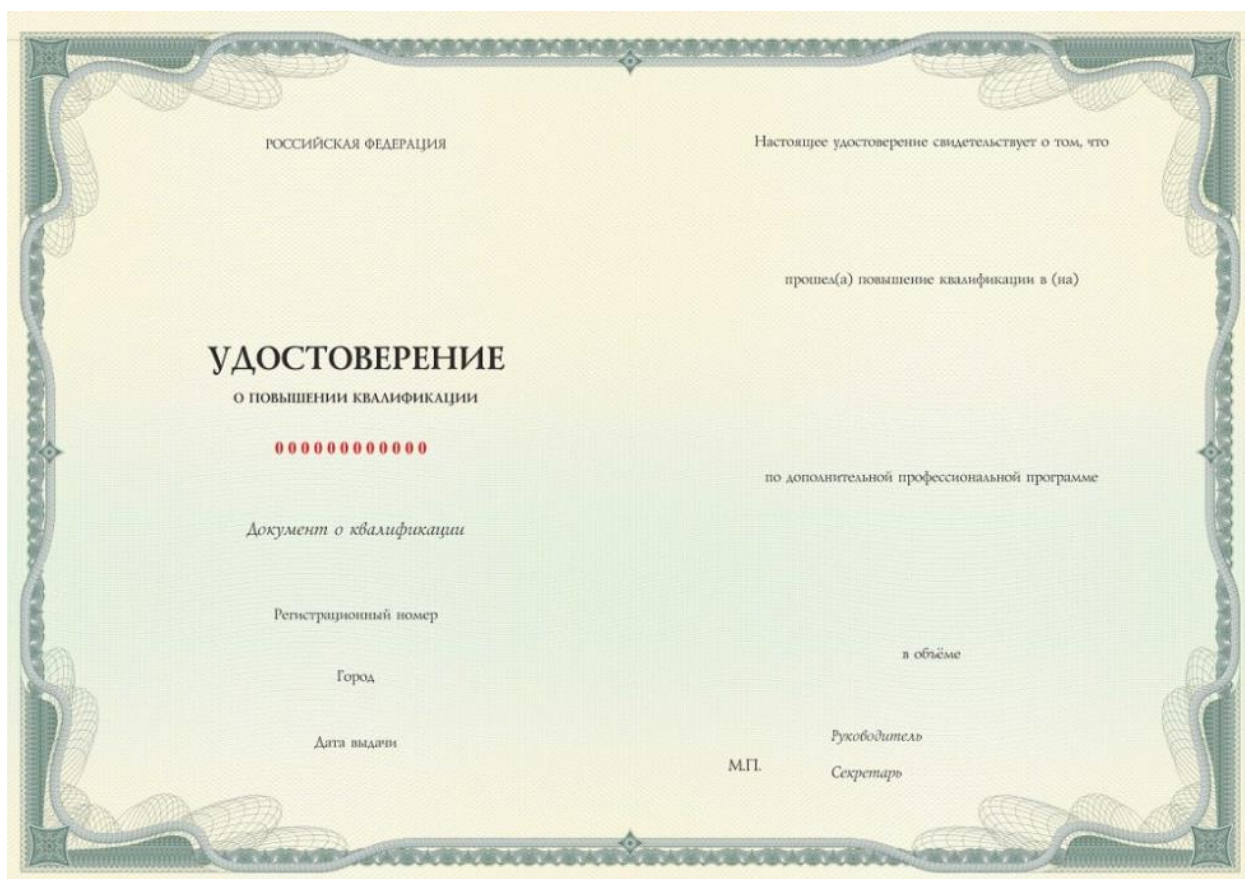 РОССИЙСКАЯ ФЕДЕРАЦИЯ
УДОСТОВЕРЕНИЕ
О ПОВЫШЕНИИ КВАЛИФИКАЦИИ
000000000000
Документ о квалификации
Регистрационный номер
Город
Дата выдачи
Настоящее удостоверение свидетельствует о том, что
прошел(а) повышение квалификации в (на)
по дополнительной профессиональной программе
в объёме
Руководитель
М.П.
Секретарь